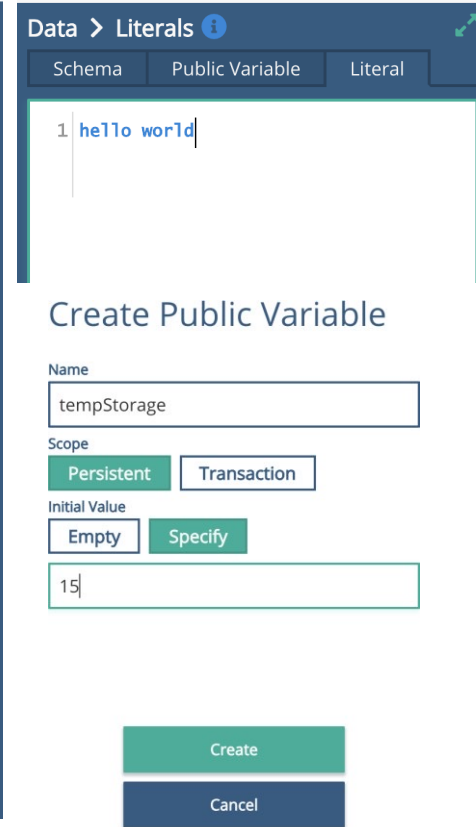 Data > Literals i
Schema Public Variable Literal
1 hello world
Create Public Variable
Name
tempStorage
Scope
Persistent Transaction
Initial Value
Empty Specify
15
Create
Cancel